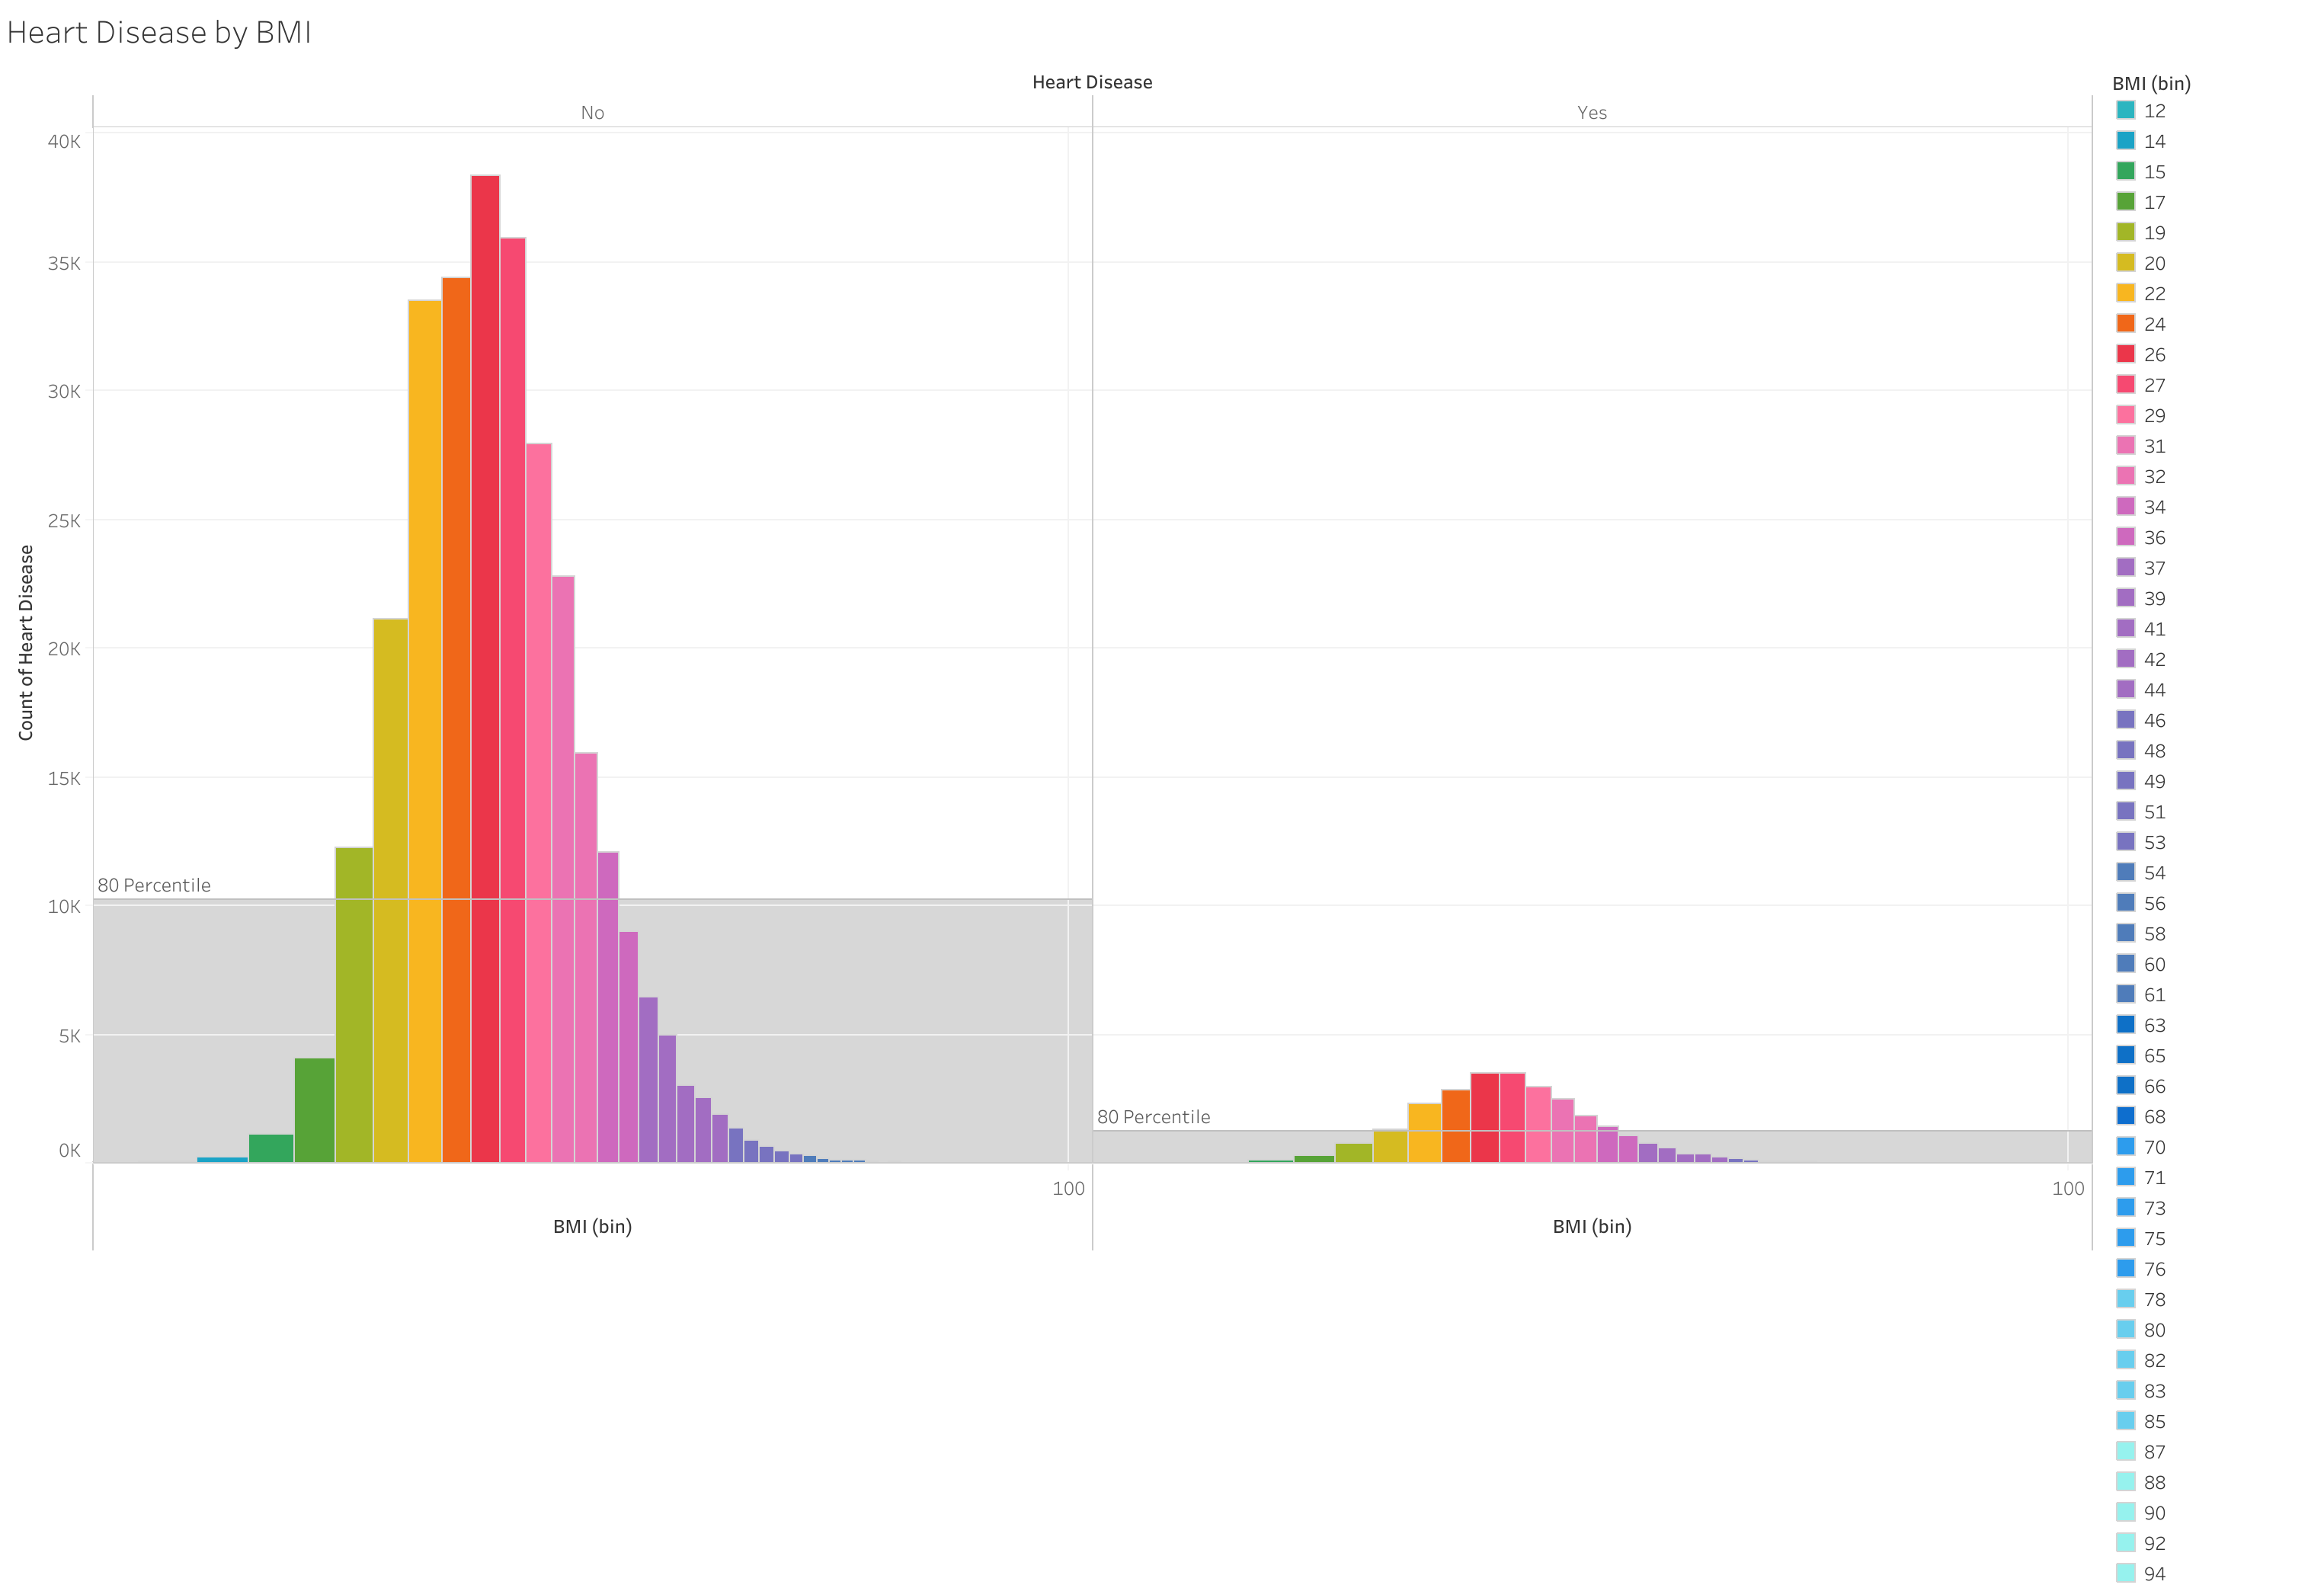 Heart Disease by BMI
Heart Disease
No
Yes
40K
35K
30K
25K
20K
15K
10K
5K
0K
Count of Heart Disease
80 Percentile
80 Percentile
100
100
BMI (bin)
BMI (bin)
BMI (bin)
12
14
15
17
19
20
22
24
26
27
29
31
32
34
36
37
39
41
42
44
46
48
49
51
53
54
56
58
60
61
63
65
66
68
70
71
73
75
76
78
80
82
83
85
87
88
90
92
94